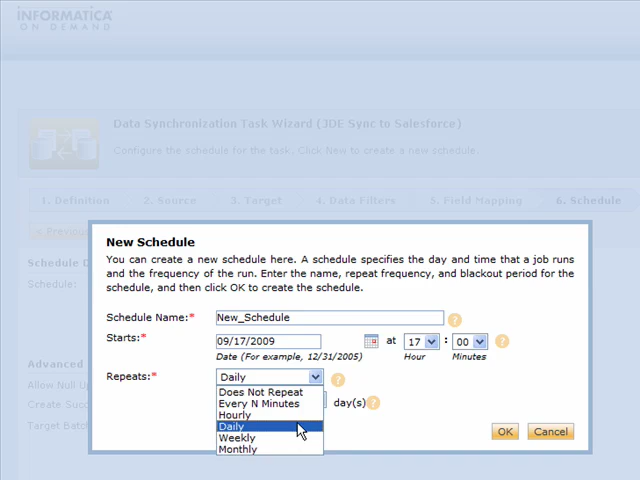 INFORMATICA
ON DEMAND
Data Synchronization Task Wizard (JDE Sync to Salesforce)
Configure the schedule for the task. Click New to create a new schedule.
1. Definition 2. Source 3. Target 4. Data Filters 5. Field Mapping 6. Schedule
< Previous
New Schedule
You can create a new schedule here. A schedule specifies the day and time that a job runs
and the frequency of the run. Enter the name, repeat frequency, and blackout period for the
schedule, and then click OK to create the schedule.
Schedule D
Schedule:
Schedule Name:* New_Schedule ?
Starts:* 09/17/2009 at 17 : 00 ?
Date (For example, 12/31/2005) Hour Minutes
Repeats:* Daily ?
Advanced
Allow Null Up
Create Succ
Target Batc
Does Not Repeat
Every N Minutes day(s) ?
Hourly
Daily
Weekly
Monthly
OK Cancel